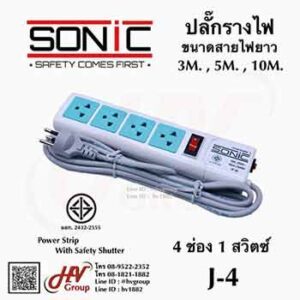 SONIC
SAFETY COMES FIRST
ปลั๊กรางไฟ
ขนาดสายไฟยาว
3M. , 5M. , 10M.
SONIC
มอก. 2432-2555
Power Strip
With Safety Shutter
4 ช่อง 1 สวิตซ์
J-4
HV
Group
โทร 08-9522-2352
โทร 08-1821-1882
Line ID : @hvgroup
Line ID : hv1882